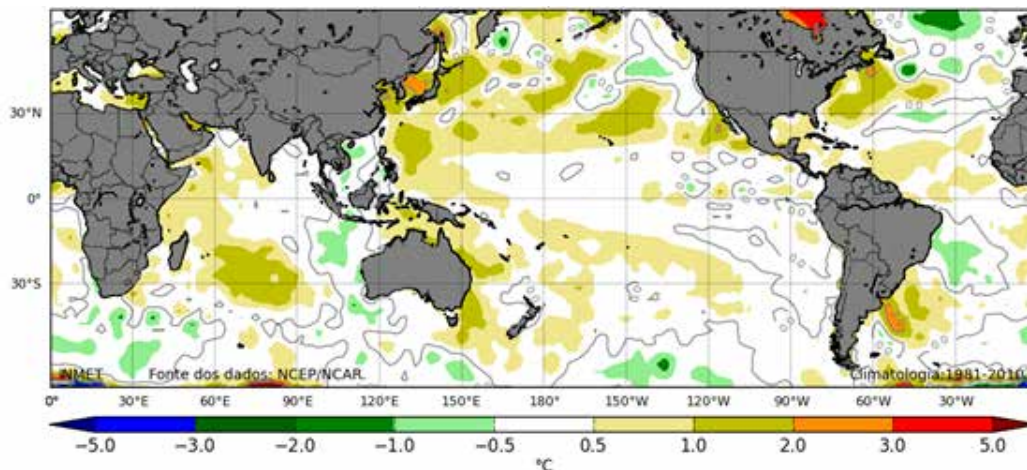 30°N
0°
30°S
INMET Fonte dos dados: NCEP/NCAR. Climatologia:1981-2010
0° 30°E 60°E 90°E 120°E 150°E 180° 150°W 120°W 90°W 60°W 30°W
−5.0 −3.0 −2.0 −1.0 −0.5 0.5 1.0 2.0 3.0 5.0
°C